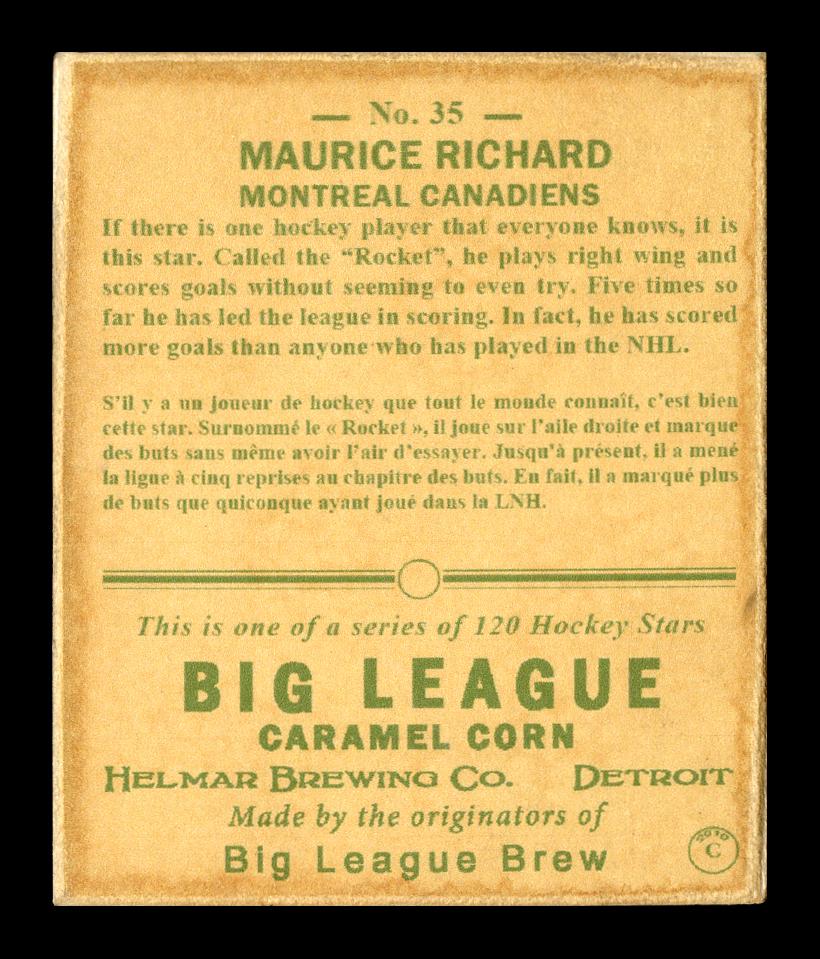 — No. 35 —
MAURICE RICHARD
MONTREAL CANADIENS
If there is one hockey player that everyone knows, it is
this star. Called the “Rocket”, he plays right wing and
scores goals without seeming to even try. Five times so
far he has led the league in scoring. In fact, he has scored
more goals than anyone who has played in the NHL.
S’il y a un joueur de hockey que tout le monde connaît, c’est bien
cette star. Surnommé le « Rocket », il joue sur l’aile droite et marque
des buts sans même avoir l’air d’essayer. Jusqu’à présent, il a mené
la ligue à cinq reprises au chapitre des buts. En fait, il a marqué plus
de buts que quiconque ayant joué dans la LNH.
This is one of a series of 120 Hockey Stars
BIG LEAGUE
CARAMEL CORN
HELMAR BREWING CO. DETROIT
Made by the originators of
Big League Brew
2010
C